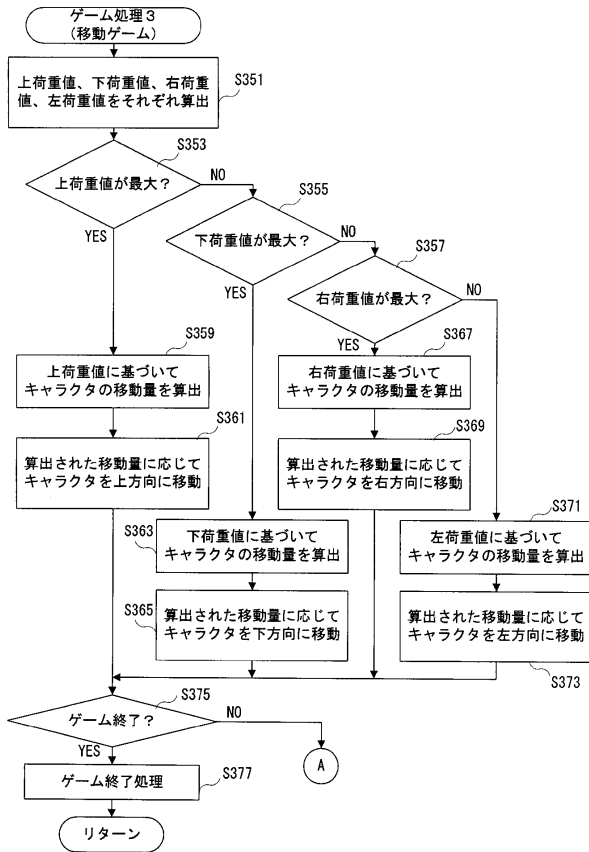 ゲーム処理3
(移動ゲーム)
上荷重値、下荷重値、右荷重
値、左荷重値をそれぞれ算出
S351
上荷重値が最大?
S353
NO
YES
下荷重値が最大?
S355
NO
YES
右荷重値が最大?
S357
NO
YES
上荷重値に基づいて
キャラクタの移動量を算出
S359
右荷重値に基づいて
キャラクタの移動量を算出
S367
算出された移動量に応じて
キャラクタを上方向に移動
S361
算出された移動量に応じて
キャラクタを右方向に移動
S369
下荷重値に基づいて
キャラクタの移動量を算出
S363
左荷重値に基づいて
キャラクタの移動量を算出
S371
算出された移動量に応じて
キャラクタを下方向に移動
S365
算出された移動量に応じて
キャラクタを左方向に移動
S373
ゲーム終了?
S375
NO
A
YES
ゲーム終了処理
S377
リターン